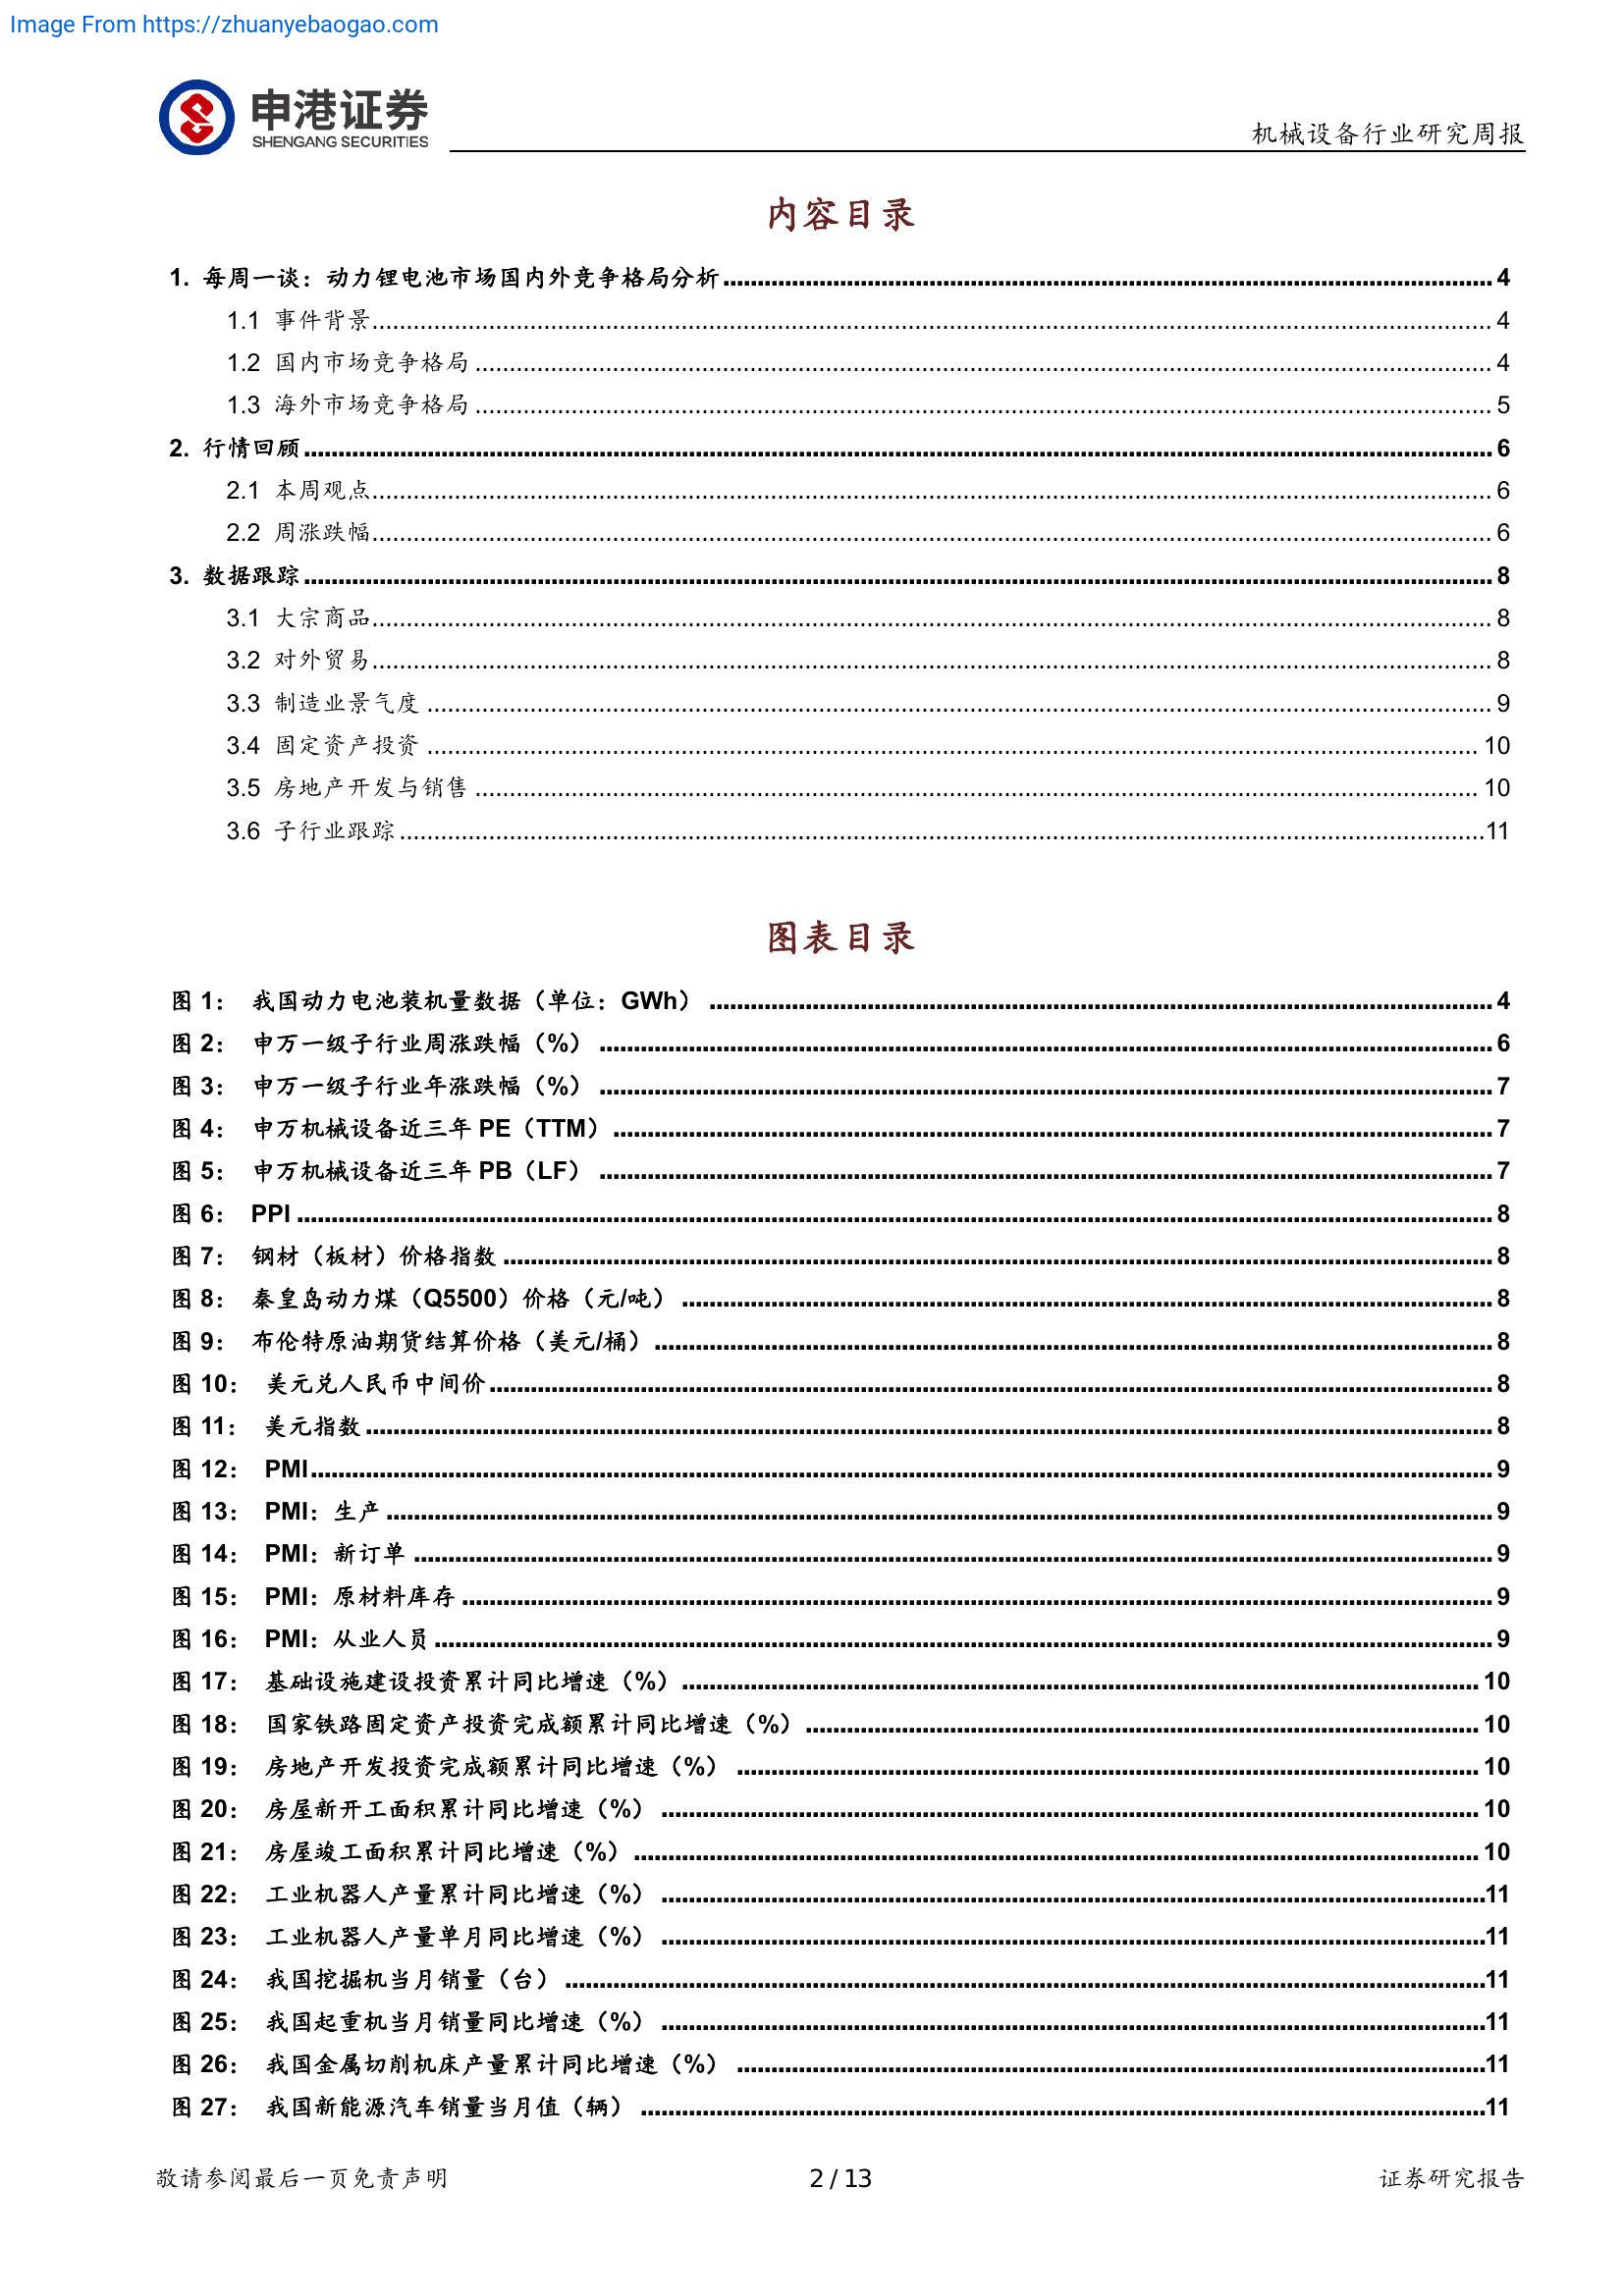 Image From https://zhuanyebaogao.com
申港证券
SHENGANG SECURITIES
机械设备行业研究周报
内容目录
1. 每周一谈：动力锂电池市场国内外竞争格局分析 4
1.1 事件背景 4
1.2 国内市场竞争格局 4
1.3 海外市场竞争格局 5
2. 行情回顾 6
2.1 本周观点 6
2.2 周涨跌幅 6
3. 数据跟踪 8
3.1 大宗商品 8
3.2 对外贸易 8
3.3 制造业景气度 9
3.4 固定资产投资 10
3.5 房地产开发与销售 10
3.6 子行业跟踪 11
图表目录
图 1： 我国动力电池装机量数据（单位：GWh） 4
图 2： 申万一级子行业周涨跌幅（%） 6
图 3： 申万一级子行业年涨跌幅（%） 7
图 4： 申万机械设备近三年 PE（TTM） 7
图 5： 申万机械设备近三年 PB（LF） 7
图 6： PPI 8
图 7： 钢材（板材）价格指数 8
图 8： 秦皇岛动力煤（Q5500）价格（元/吨） 8
图 9： 布伦特原油期货结算价格（美元/桶） 8
图 10： 美元兑人民币中间价 8
图 11： 美元指数 8
图 12： PMI 9
图 13： PMI：生产 9
图 14： PMI：新订单 9
图 15： PMI：原材料库存 9
图 16： PMI：从业人员 9
图 17： 基础设施建设投资累计同比增速（%） 10
图 18： 国家铁路固定资产投资完成额累计同比增速（%） 10
图 19： 房地产开发投资完成额累计同比增速（%） 10
图 20： 房屋新开工面积累计同比增速（%） 10
图 21： 房屋竣工面积累计同比增速（%） 10
图 22： 工业机器人产量累计同比增速（%） 11
图 23： 工业机器人产量单月同比增速（%） 11
图 24： 我国挖掘机当月销量（台） 11
图 25： 我国起重机当月销量同比增速（%） 11
图 26： 我国金属切削机床产量累计同比增速（%） 11
图 27： 我国新能源汽车销量当月值（辆） 11
敬请参阅最后一页免责声明
2 / 13
证券研究报告